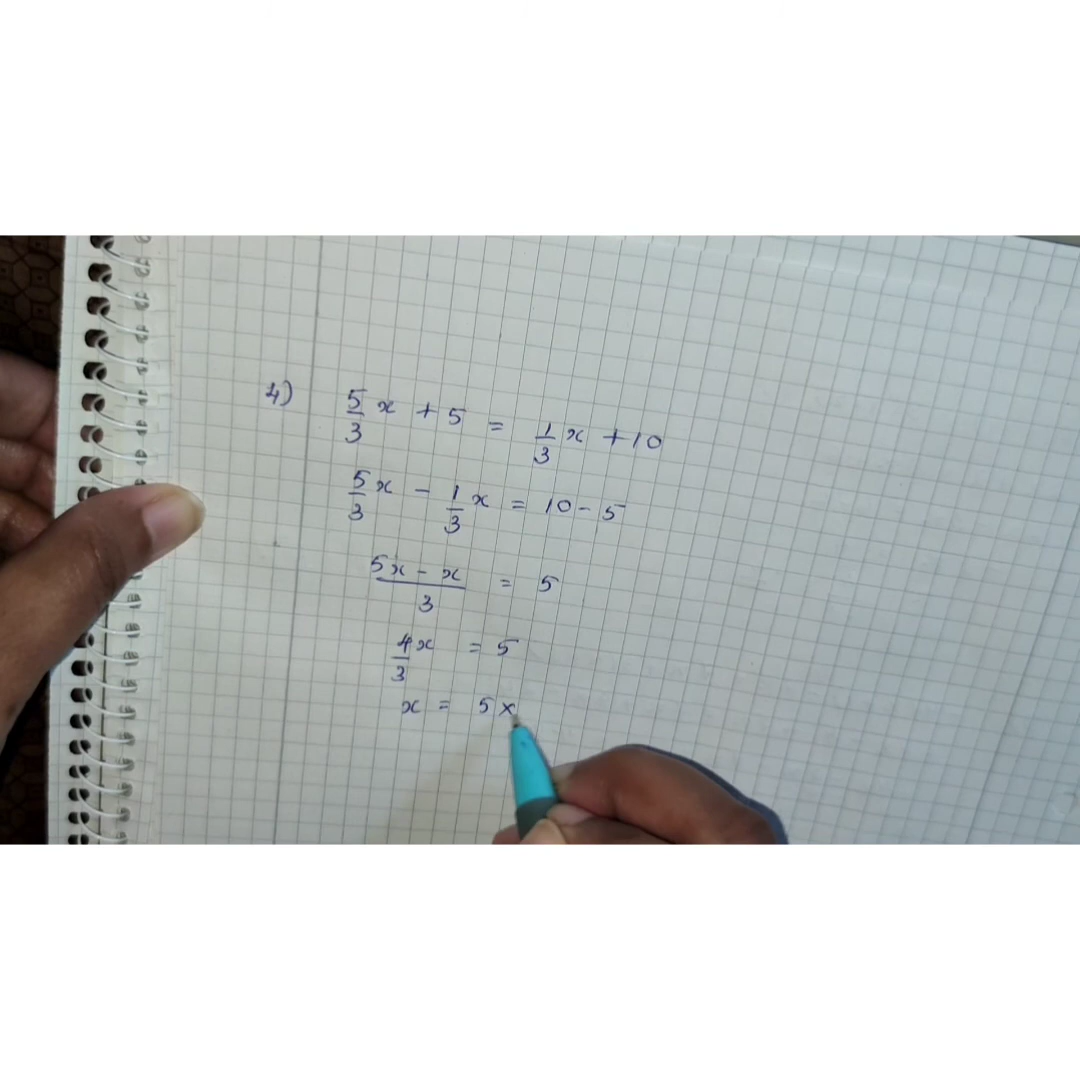 4) 5/3 x + 5 = 1/3 x + 10
5/3 x - 1/3 x = 10 - 5
5x - x / 3 = 5
4/3 x = 5
x = 5 ×